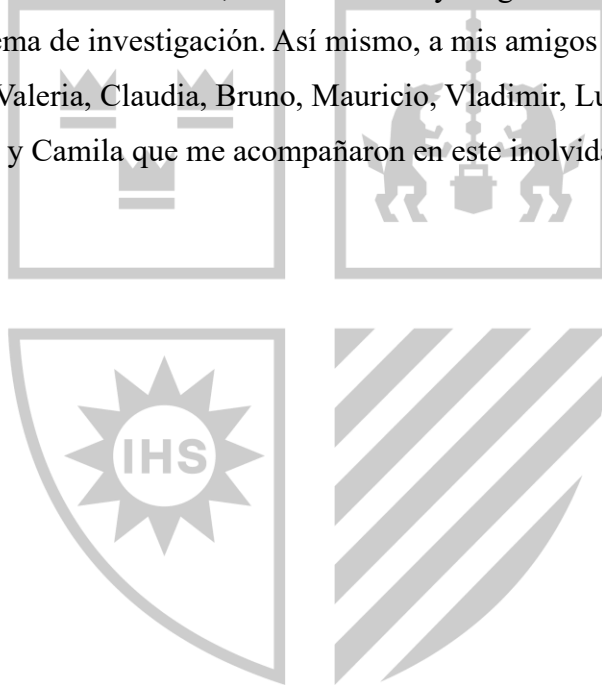 ema de investigación. Así mismo, a mis amigos
Valeria, Claudia, Bruno, Mauricio, Vladimir, Lu
y Camila que me acompañaron en este inolvida
IHS